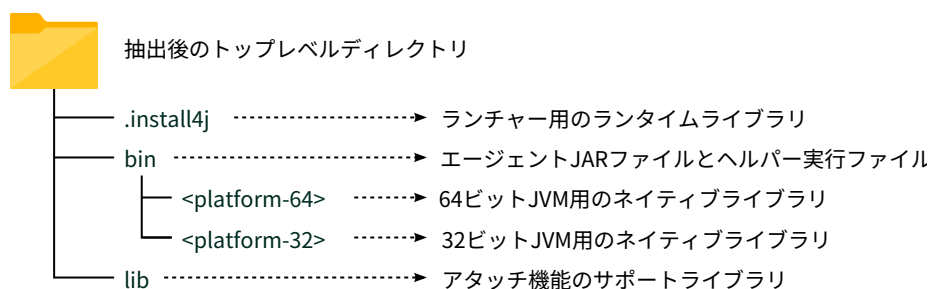 抽出後のトップレベルディレクトリ
.install4j ランチャー用のランタイムライブラリ
bin エージェントJARファイルとヘルパー実行ファイル
<platform-64> 64ビットJVM用のネイティブライブラリ
<platform-32> 32ビットJVM用のネイティブライブラリ
lib アタッチ機能のサポートライブラリ